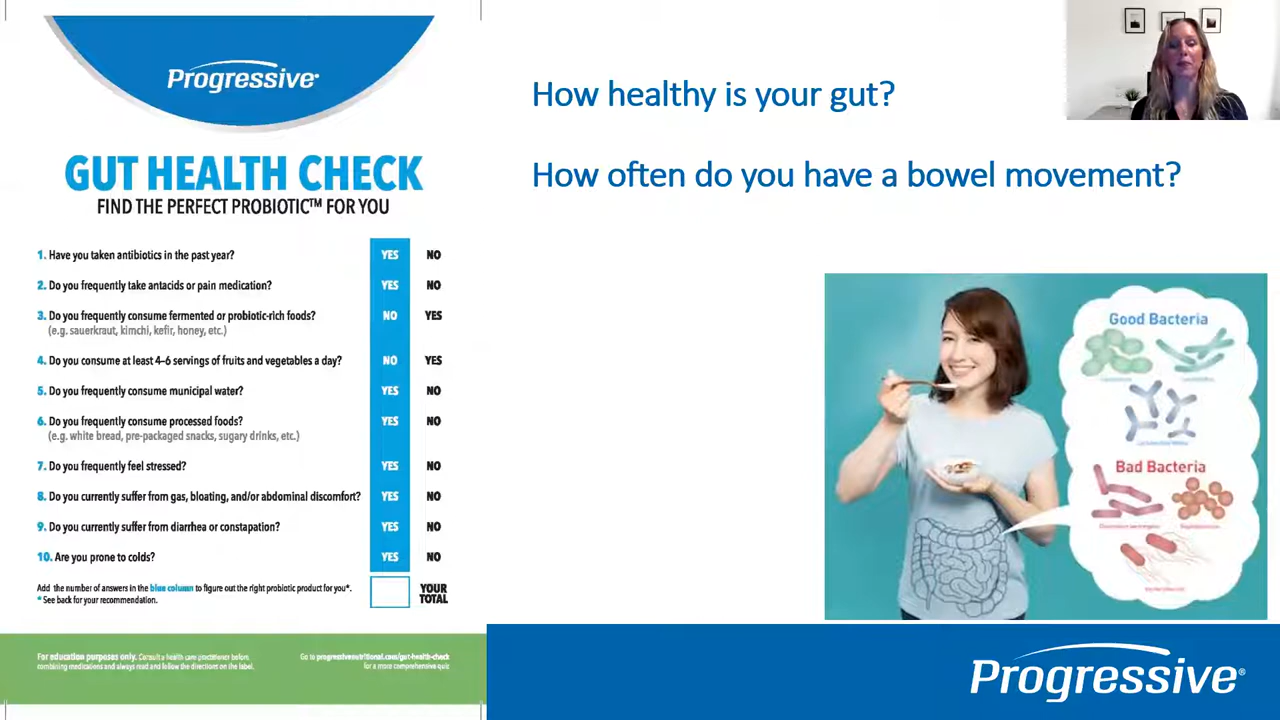 Progressive
GUT HEALTH CHECK
FIND THE PERFECT PROBIOTIC™ FOR YOU
1. Have you taken antibiotics in the past year? YES NO
2. Do you frequently take antacids or pain medication? YES NO
3. Do you frequently consume fermented or probiotic-rich foods? NO YES
(e.g. sauerkraut, kimchi, kefir, honey, etc.)
4. Do you consume at least 4-6 servings of fruits and vegetables a day? NO YES
5. Do you frequently consume municipal water? YES NO
6. Do you frequently consume processed foods? YES NO
(e.g. white bread, pre-packaged snacks, sugary drinks, etc.)
7. Do you frequently feel stressed? YES NO
8. Do you currently suffer from gas, bloating, and/or abdominal discomfort? YES NO
9. Do you currently suffer from diarrhea or constapation? YES NO
10. Are you prone to colds? YES NO
Add the number of answers in the blue column to figure out the right probiotic product for you*.
* See back for your recommendation.
YOUR
TOTAL
For education purposes only. Consult a health care practitioner before
combining medications and always read and follow the directions on the label.
Go to progressivenutritional.com/gut-health-check
for a more comprehensive quiz
How healthy is your gut?
How often do you have a bowel movement?
Good Bacteria
Bad Bacteria
Progressive®